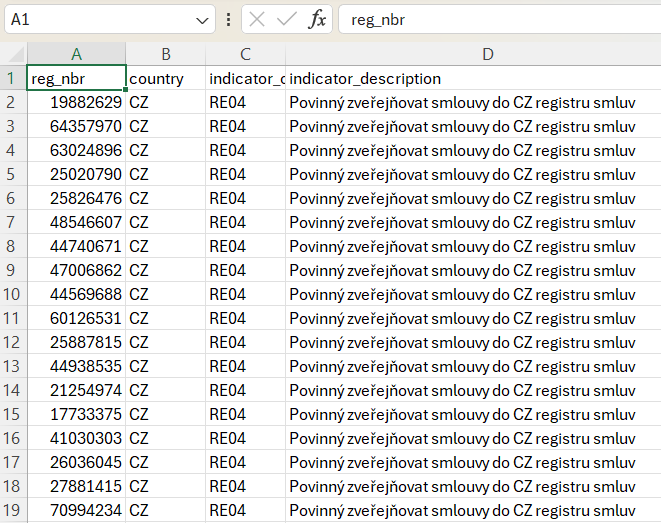 A1 fx reg_nbr
A B C D
1 reg_nbr country indicator_c indicator_description
2 19882629 CZ RE04 Povinný zveřejňovat smlouvy do CZ registru smluv
3 64357970 CZ RE04 Povinný zveřejňovat smlouvy do CZ registru smluv
4 63024896 CZ RE04 Povinný zveřejňovat smlouvy do CZ registru smluv
5 25020790 CZ RE04 Povinný zveřejňovat smlouvy do CZ registru smluv
6 25826476 CZ RE04 Povinný zveřejňovat smlouvy do CZ registru smluv
7 48546607 CZ RE04 Povinný zveřejňovat smlouvy do CZ registru smluv
8 44740671 CZ RE04 Povinný zveřejňovat smlouvy do CZ registru smluv
9 47006862 CZ RE04 Povinný zveřejňovat smlouvy do CZ registru smluv
10 44569688 CZ RE04 Povinný zveřejňovat smlouvy do CZ registru smluv
11 60126531 CZ RE04 Povinný zveřejňovat smlouvy do CZ registru smluv
12 25887815 CZ RE04 Povinný zveřejňovat smlouvy do CZ registru smluv
13 44938535 CZ RE04 Povinný zveřejňovat smlouvy do CZ registru smluv
14 21254974 CZ RE04 Povinný zveřejňovat smlouvy do CZ registru smluv
15 17733375 CZ RE04 Povinný zveřejňovat smlouvy do CZ registru smluv
16 41030303 CZ RE04 Povinný zveřejňovat smlouvy do CZ registru smluv
17 26036045 CZ RE04 Povinný zveřejňovat smlouvy do CZ registru smluv
18 27881415 CZ RE04 Povinný zveřejňovat smlouvy do CZ registru smluv
19 70994234 CZ RE04 Povinný zveřejňovat smlouvy do CZ registru smluv